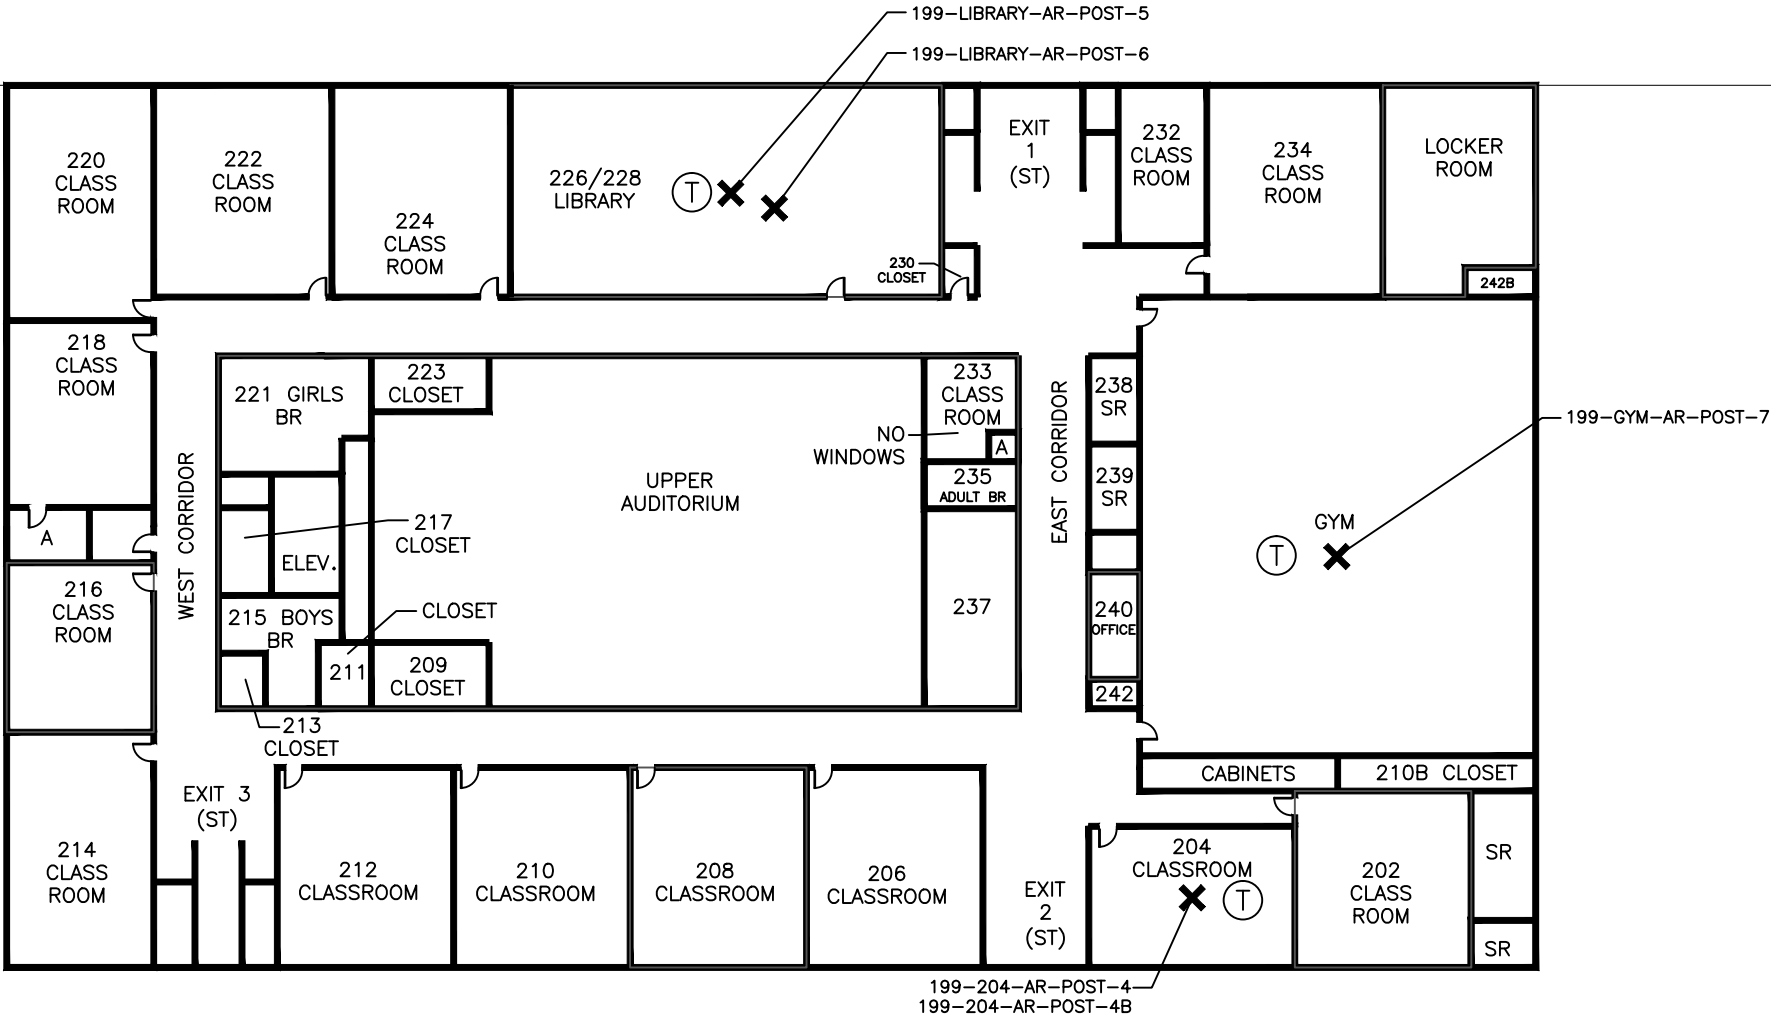 199-LIBRARY-AR-POST-5
199-LIBRARY-AR-POST-6
220
CLASS
ROOM
222
CLASS
ROOM
224
CLASS
ROOM
226/228
LIBRARY
T
230
CLOSET
EXIT
1
(ST)
232
CLASS
ROOM
234
CLASS
ROOM
LOCKER
ROOM
242B
218
CLASS
ROOM
A
216
CLASS
ROOM
214
CLASS
ROOM
WEST CORRIDOR
221 GIRLS
BR
223
CLOSET
217
CLOSET
ELEV.
215 BOYS
BR
CLOSET
211
209
CLOSET
213
CLOSET
UPPER
AUDITORIUM
233
CLASS
ROOM
NO
WINDOWS
A
235
ADULT BR
237
EAST CORRIDOR
238
SR
239
SR
240
OFFICE
242
GYM
T
199-GYM-AR-POST-7
CABINETS
210B CLOSET
EXIT 3
(ST)
212
CLASSROOM
210
CLASSROOM
208
CLASSROOM
206
CLASSROOM
EXIT
2
(ST)
204
CLASSROOM
T
202
CLASS
ROOM
SR
SR
199-204-AR-POST-4
199-204-AR-POST-4B